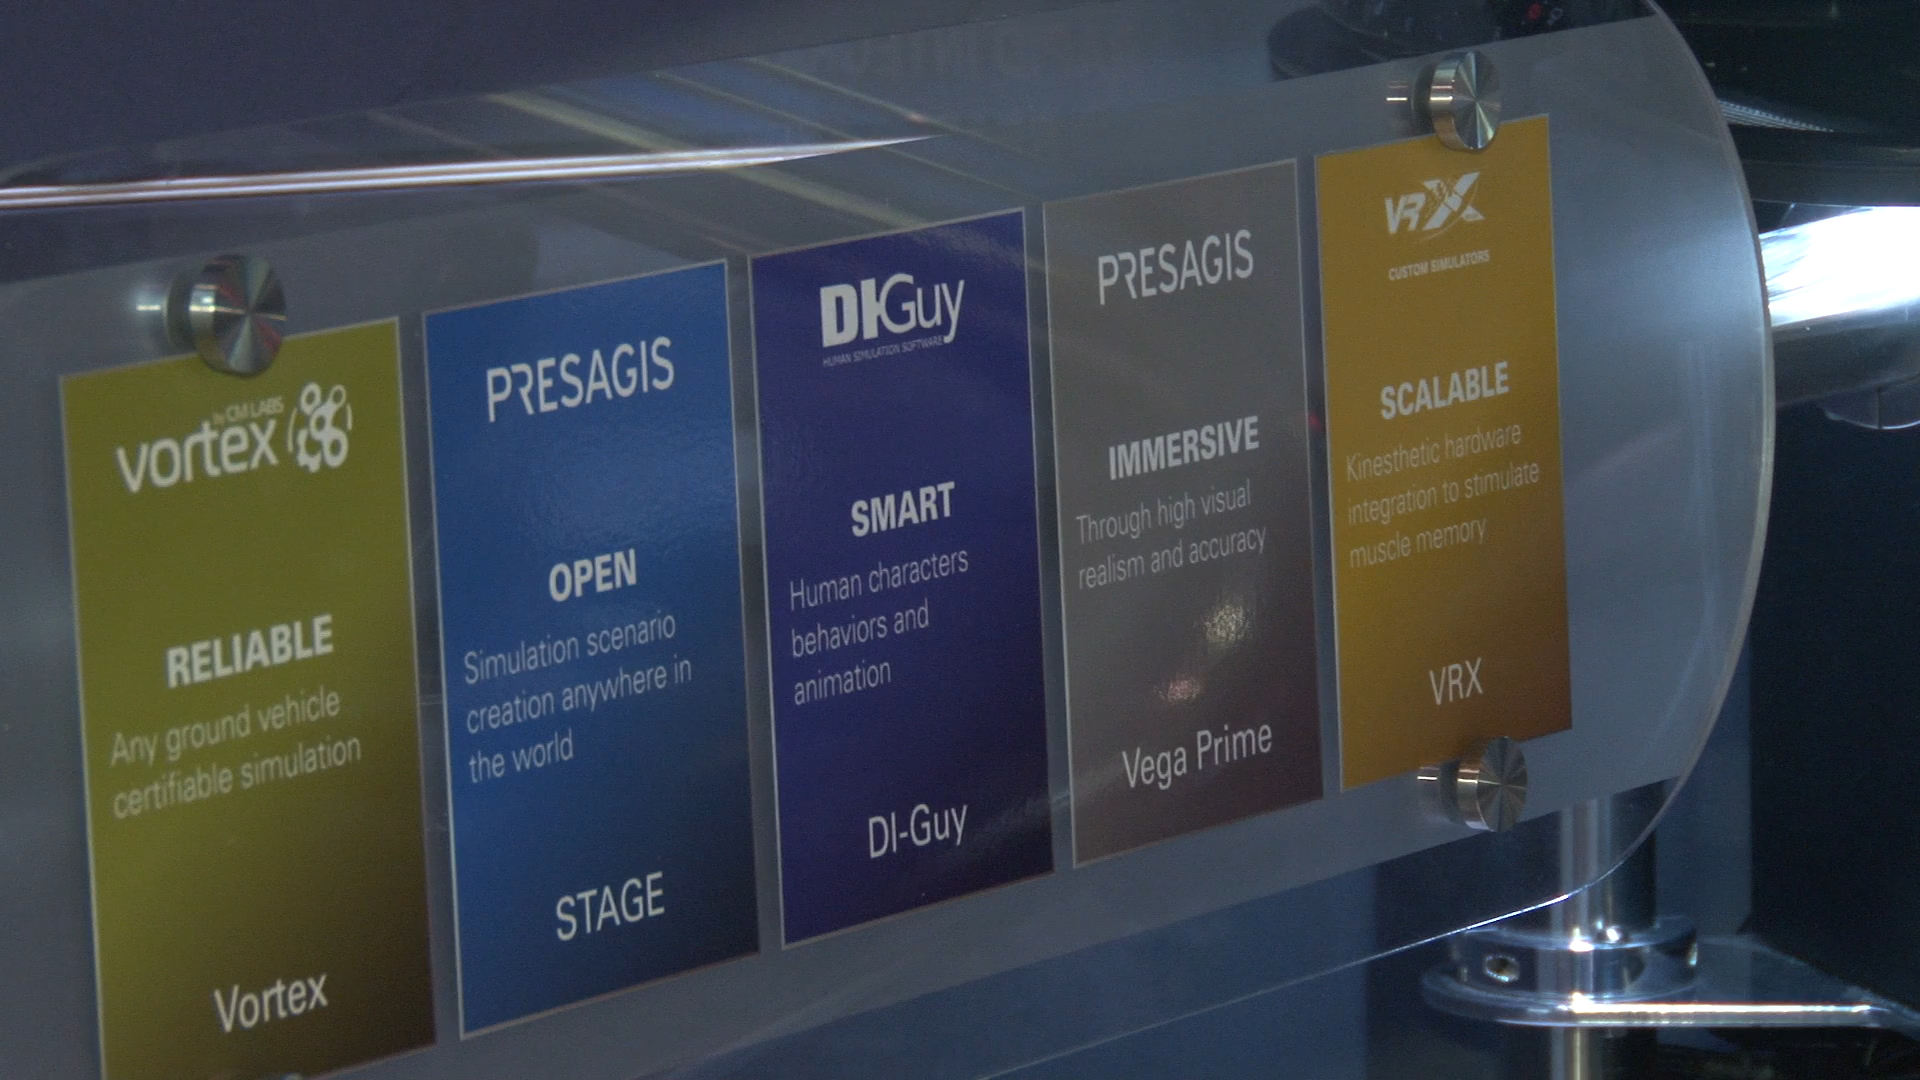 by CM LABS
vortex
RELIABLE
Any ground vehicle
certifiable simulation
Vortex
PRESAGIS
OPEN
Simulation scenario
creation anywhere in
the world
STAGE
DI-Guy
HUMAN SIMULATION SOFTWARE
SMART
Human characters
behaviors and
animation
DI-Guy
PRESAGIS
IMMERSIVE
Through high visual
realism and accuracy
Vega Prime
VRX
CUSTOM SIMULATORS
SCALABLE
Kinesthetic hardware
integration to stimulate
muscle memory
VRX